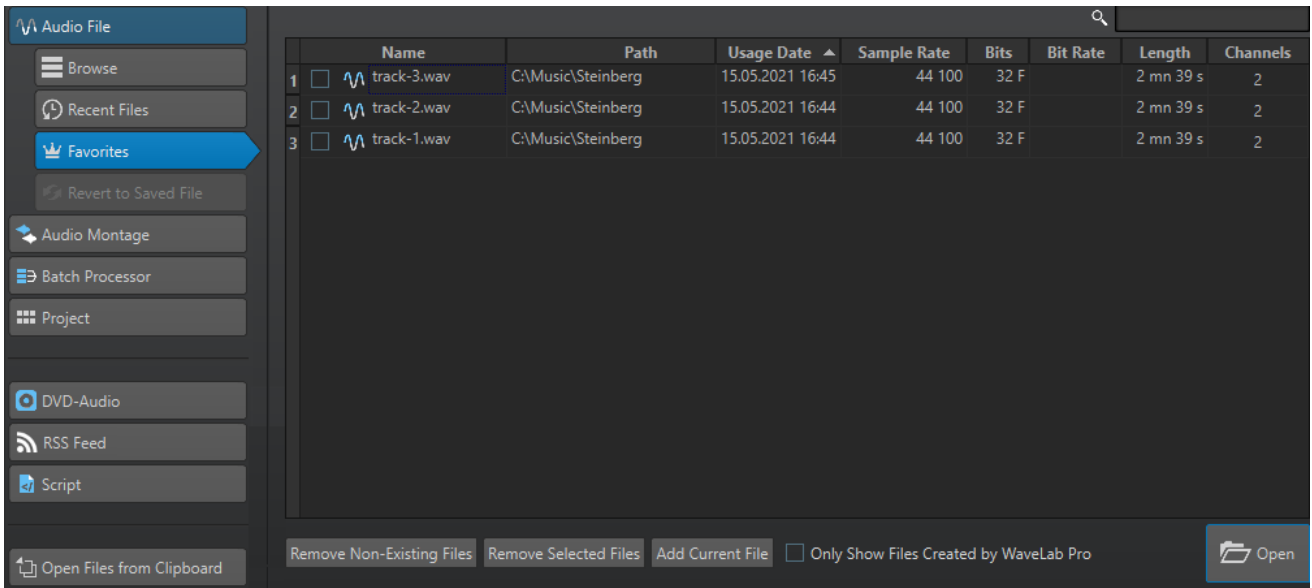 Audio File
Browse
Recent Files
Favorites
Revert to Saved File
Audio Montage
Batch Processor
Project
DVD-Audio
RSS Feed
Script
Open Files from Clipboard
Name Path Usage Date Sample Rate Bits Bit Rate Length Channels
1 track-3.wav C:\Music\Steinberg 15.05.2021 16:45 44 100 32 F 2 mn 39 s 2
2 track-2.wav C:\Music\Steinberg 15.05.2021 16:44 44 100 32 F 2 mn 39 s 2
3 track-1.wav C:\Music\Steinberg 15.05.2021 16:44 44 100 32 F 2 mn 39 s 2
Remove Non-Existing Files Remove Selected Files Add Current File Only Show Files Created by WaveLab Pro Open